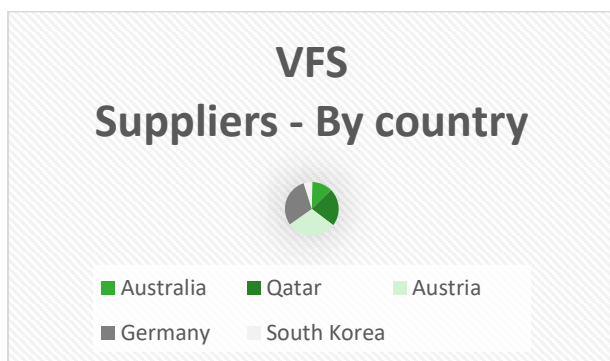 VFS
Suppliers - By country
Australia Qatar Austria
Germany South Korea